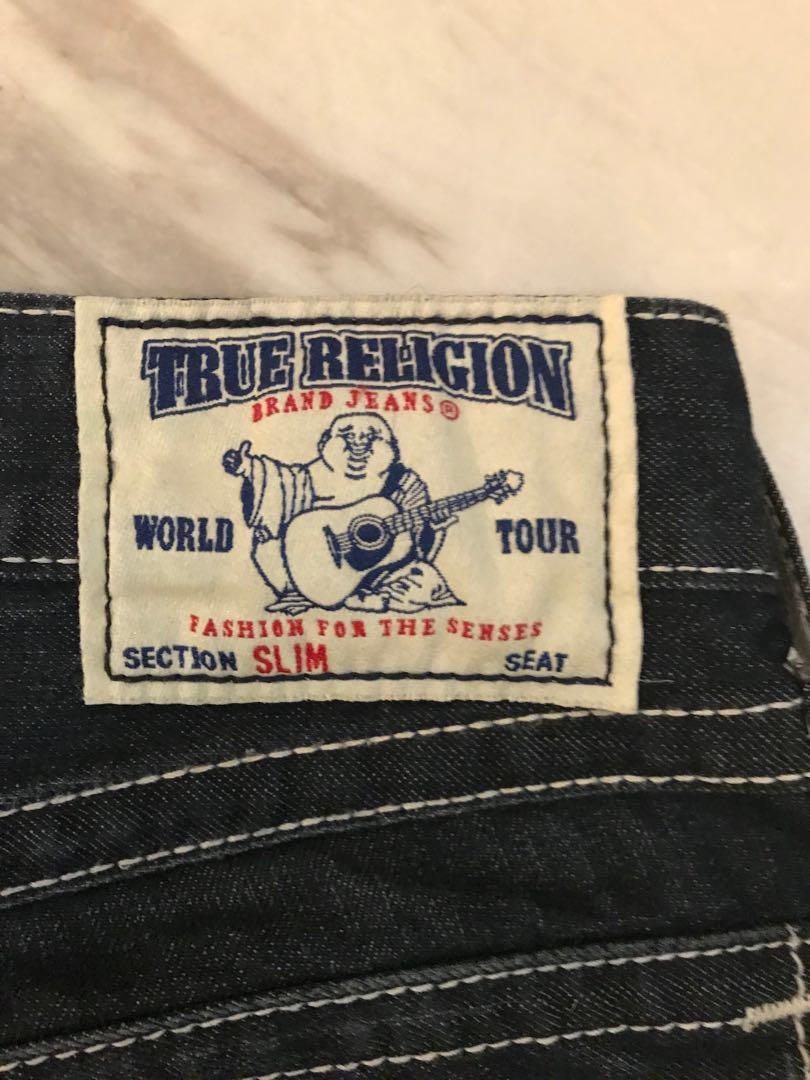 TRUE RELIGION
BRAND JEANS®
WORLD TOUR
FASHION FOR THE SENSES
SECTION SLIM SEAT